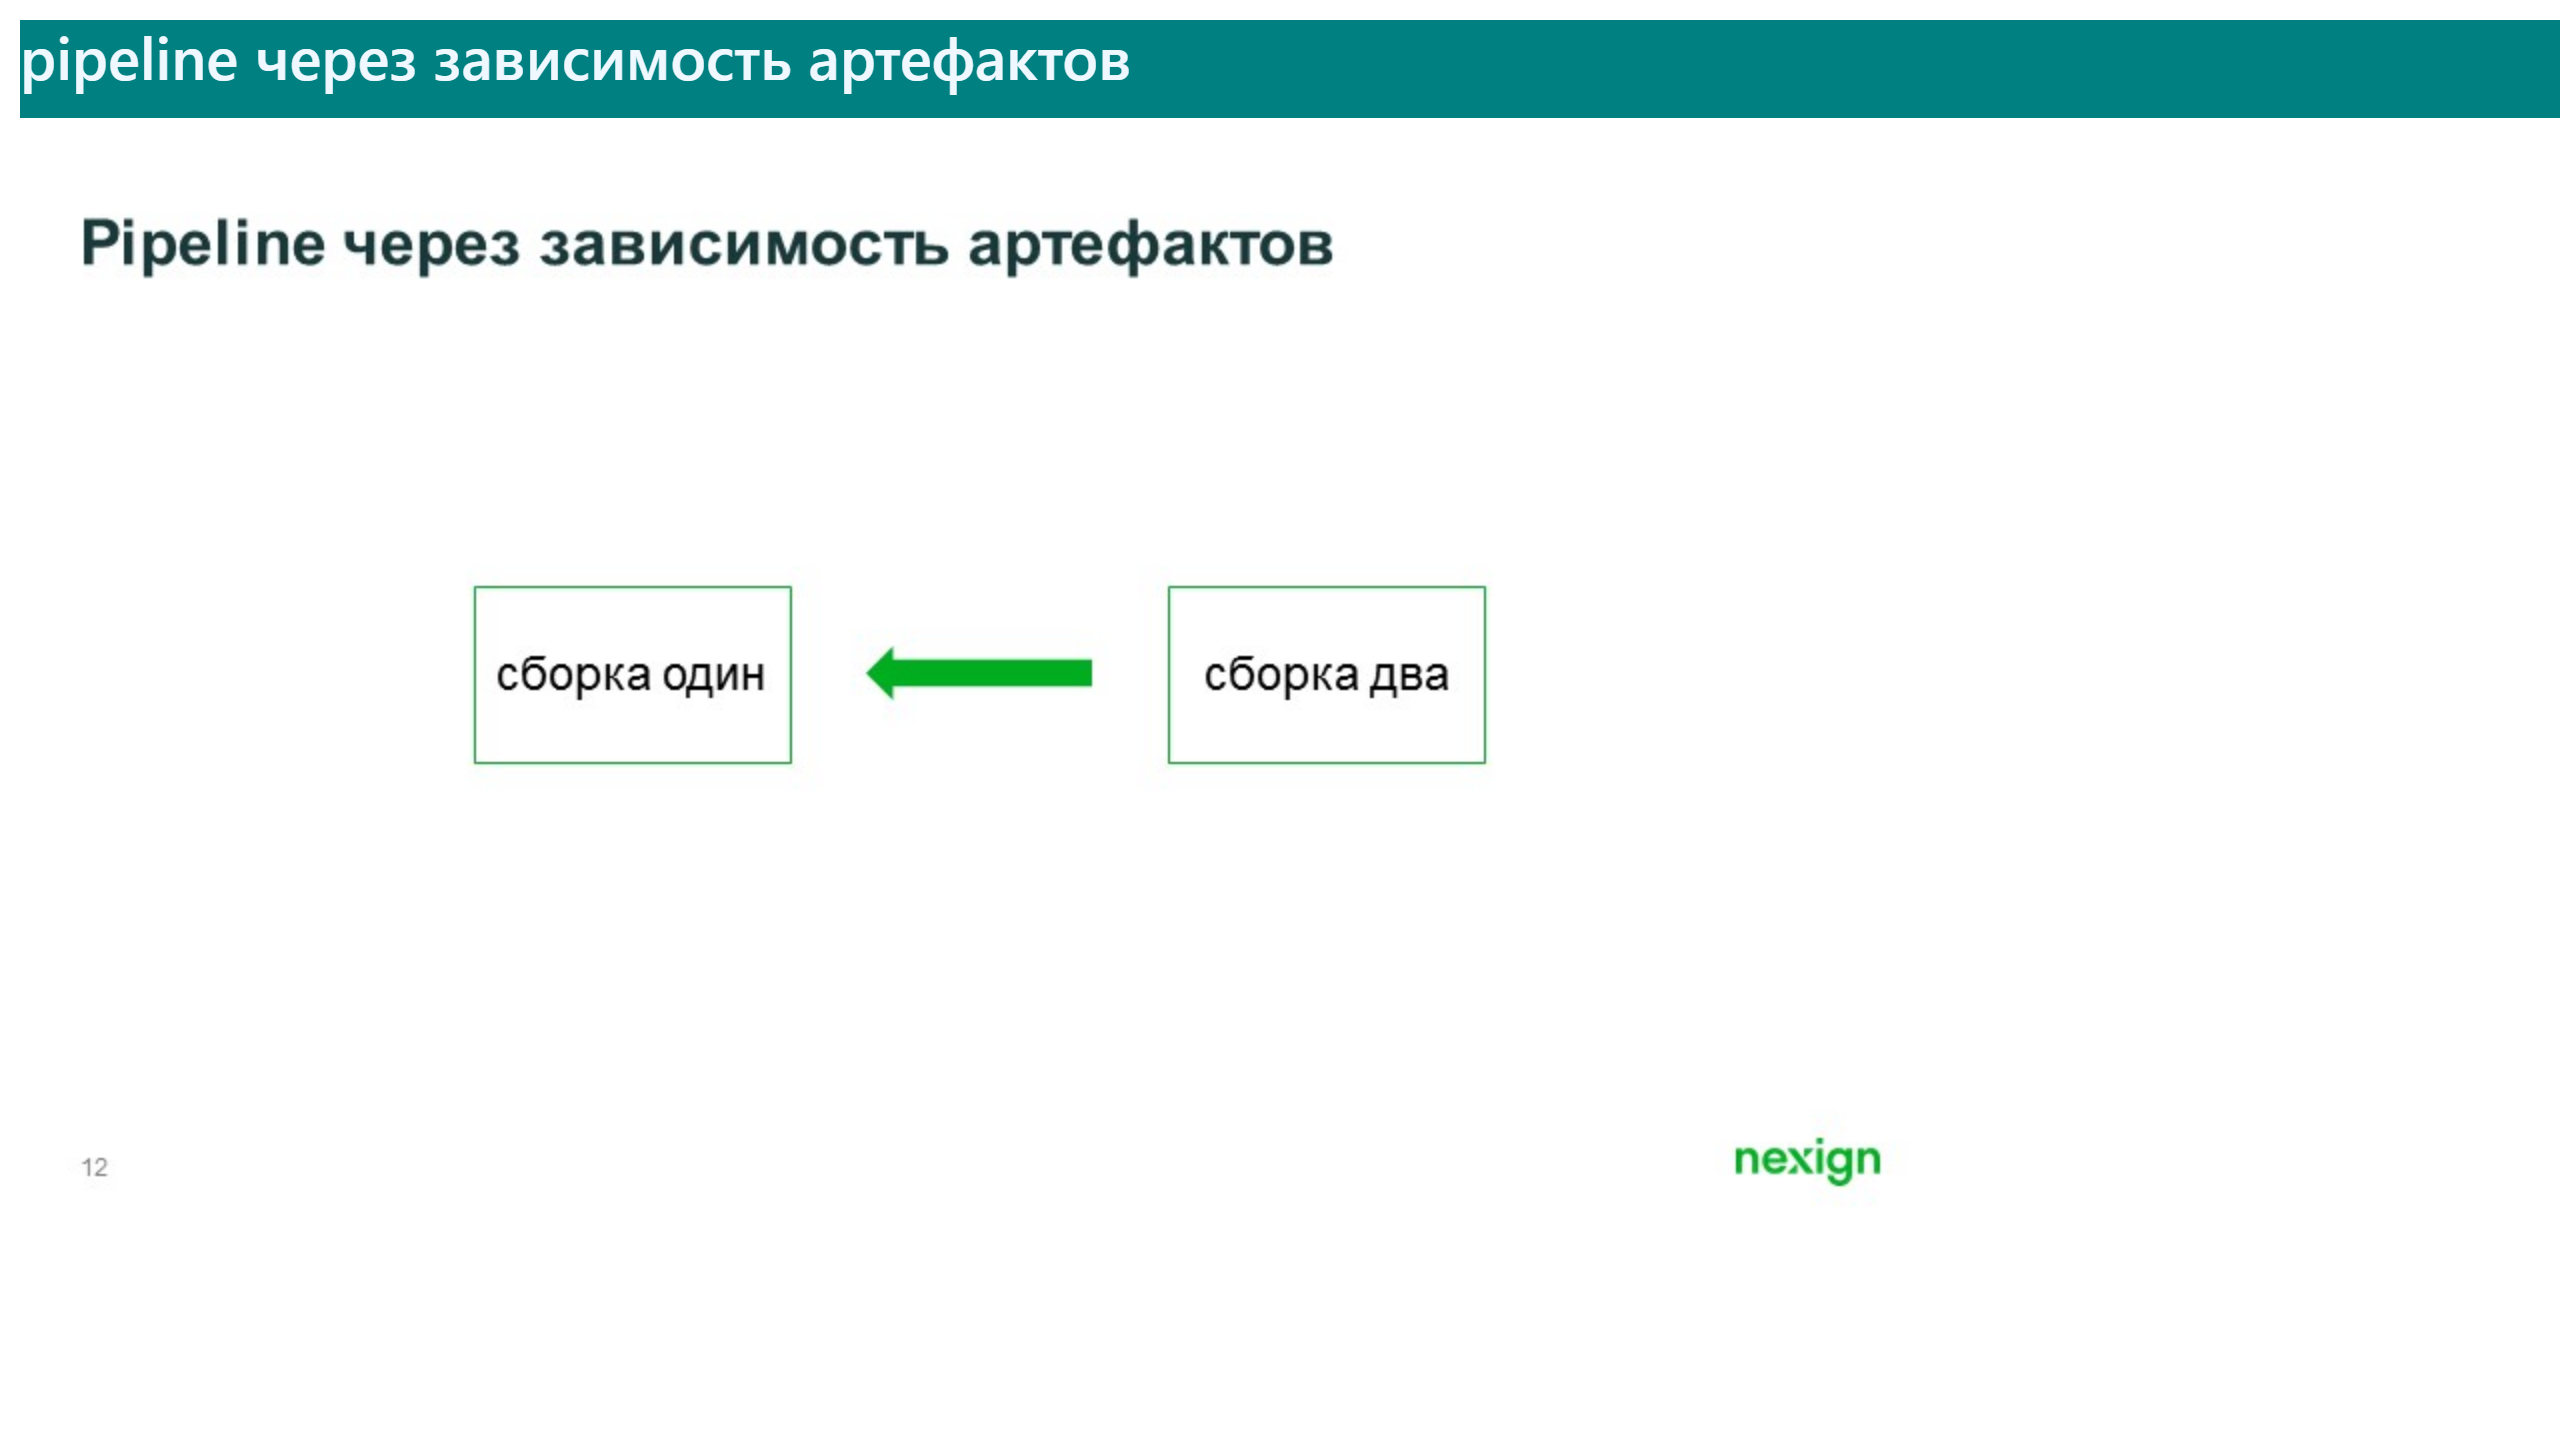 pipeline через зависимость артефактов
Pipeline через зависимость артефактов
сборка один
сборка два
12
nexign